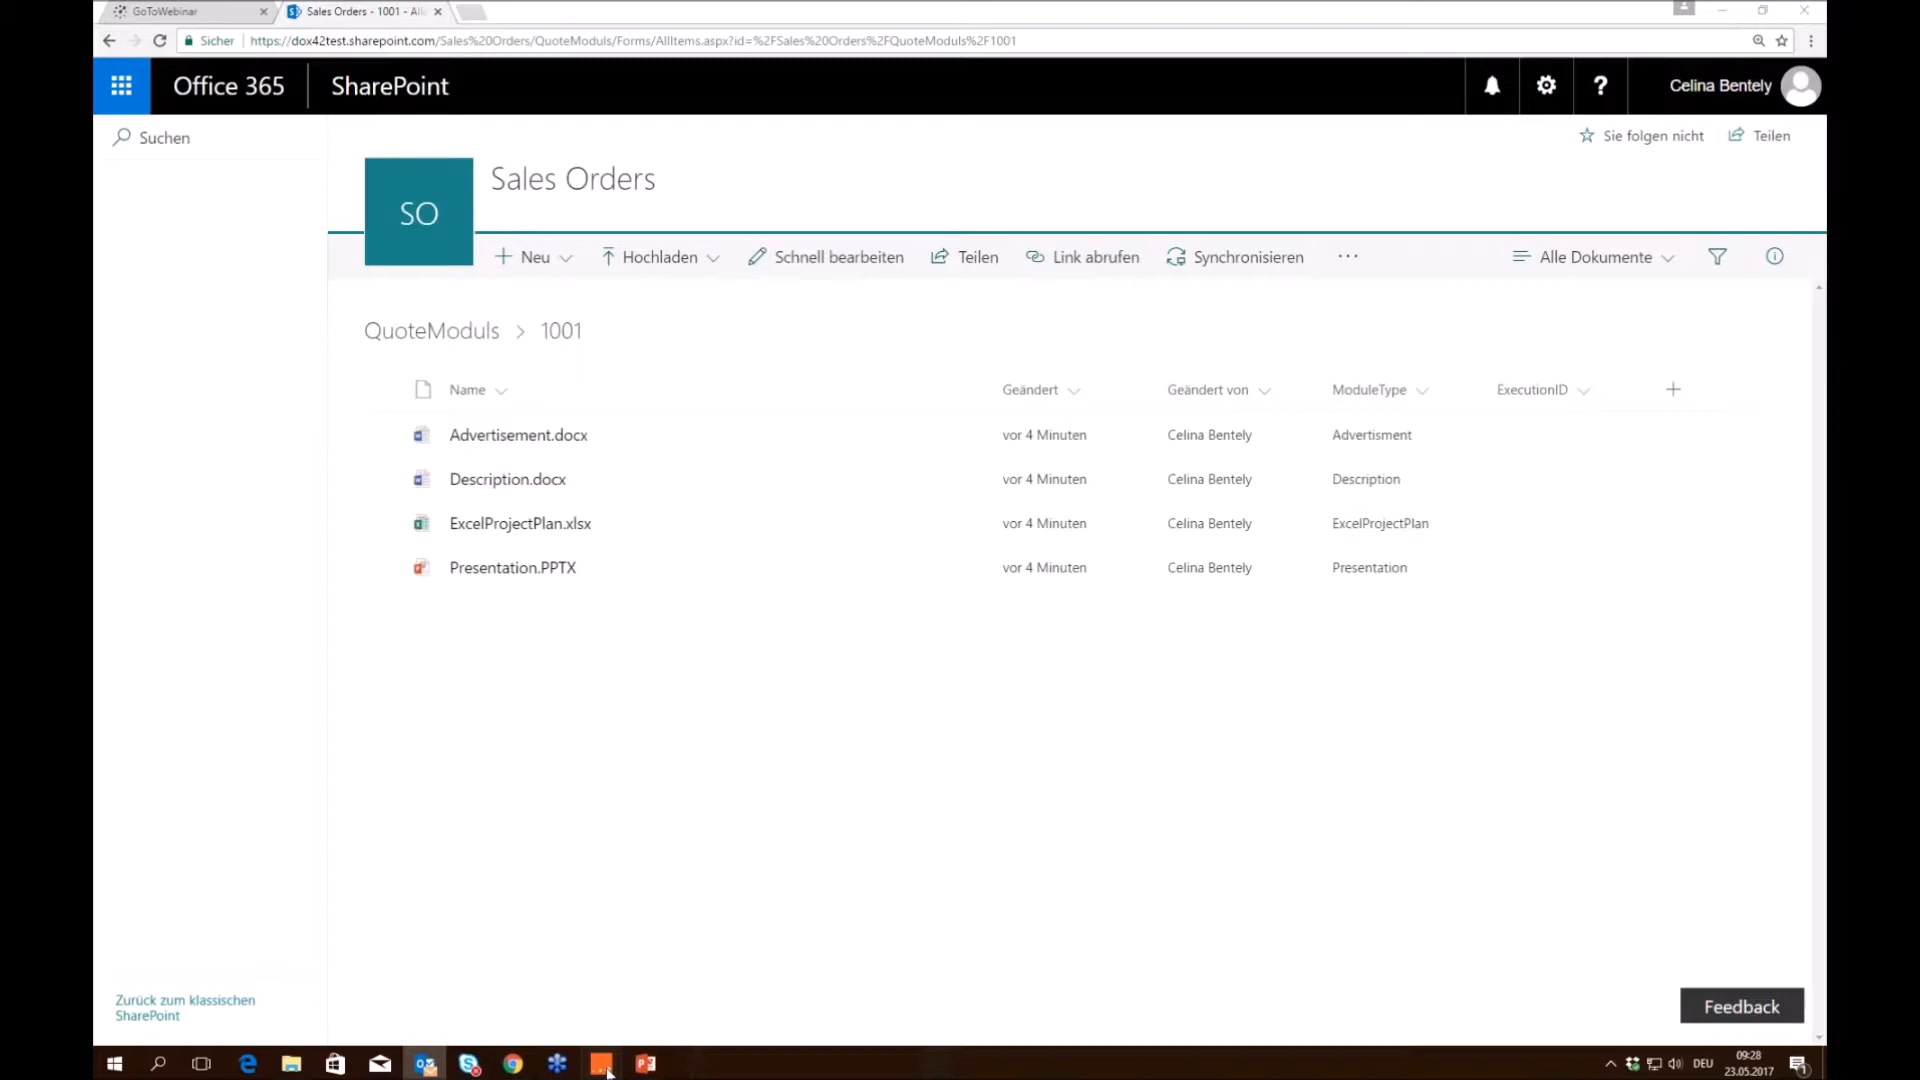 GoToWebinar
Sales Orders - 1001 - All
Sicher https://dox42test.sharepoint.com/Sales%20Orders/QuoteModuls/Forms/AllItems.aspx?id=%2FSales%20Orders%2FQuoteModuls%2F1001
Office 365 SharePoint ? Celina Bentely
Suchen
Sie folgen nicht Teilen
SO
Sales Orders
Neu Hochladen Schnell bearbeiten Teilen Link abrufen Synchronisieren ... Alle Dokumente
QuoteModuls > 1001
Name Geändert Geändert von ModuleType ExecutionID
Advertisement.docx vor 4 Minuten Celina Bentely Advertisment
Description.docx vor 4 Minuten Celina Bentely Description
ExcelProjectPlan.xlsx vor 4 Minuten Celina Bentely ExcelProjectPlan
Presentation.PPTX vor 4 Minuten Celina Bentely Presentation
Zurück zum klassischen
SharePoint
Feedback
DEU
09:28
23.05.2017